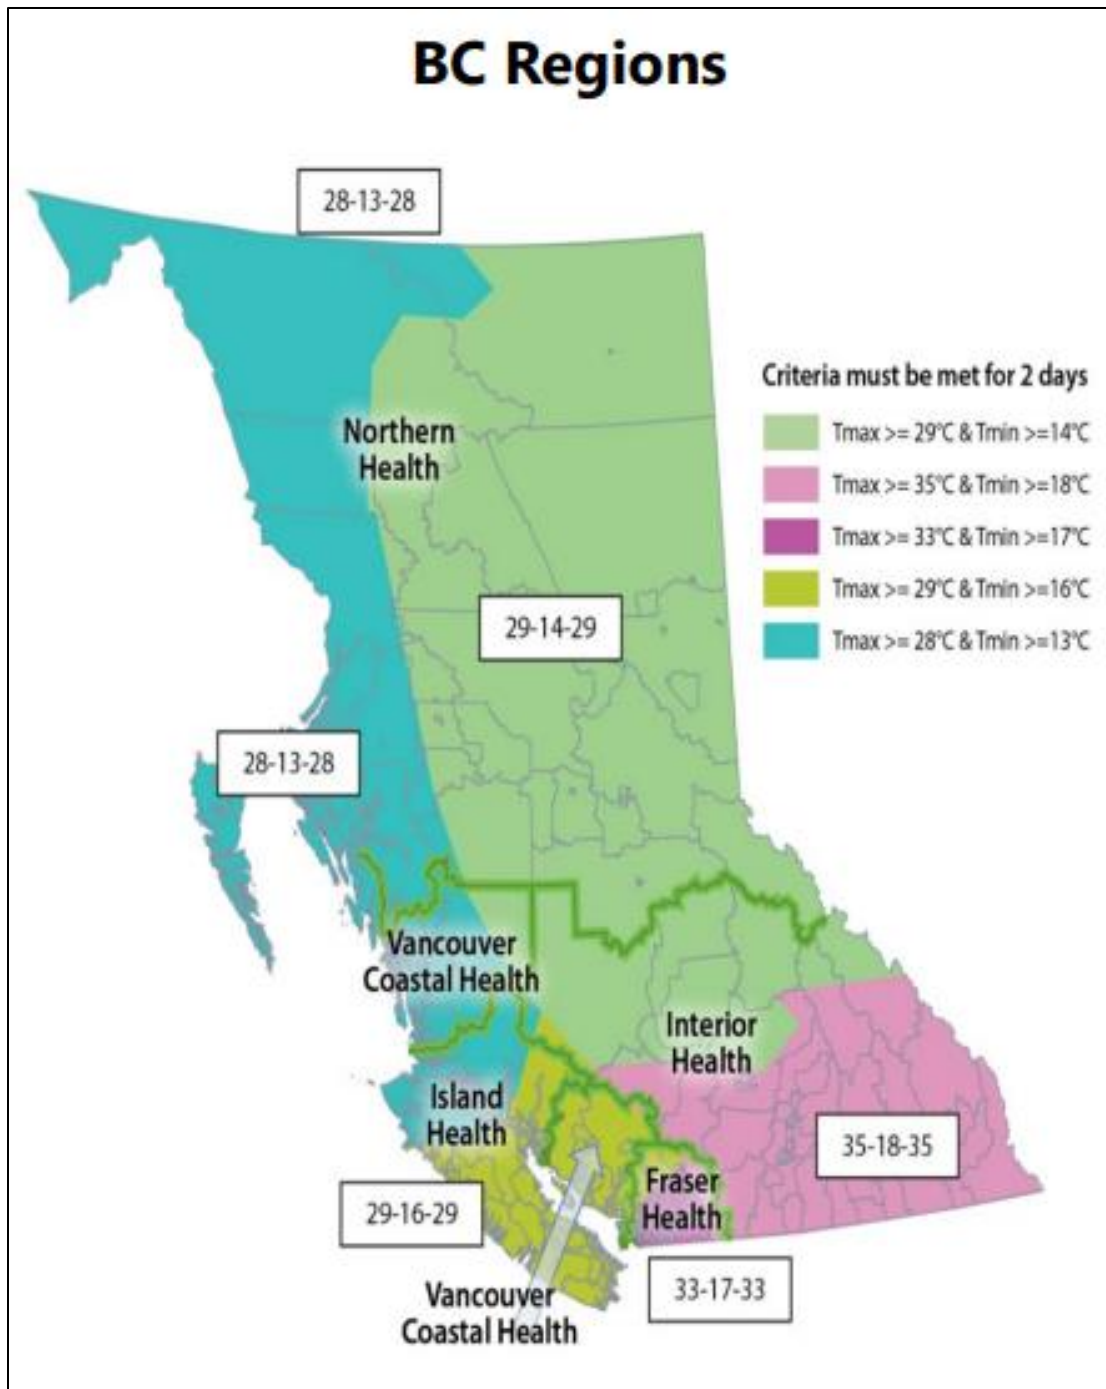 BC Regions
28-13-28
Criteria must be met for 2 days
Tmax >= 29°C & Tmin >=14°C
Tmax >= 35°C & Tmin >=18°C
Tmax >= 33°C & Tmin >=17°C
Tmax >= 29°C & Tmin >=16°C
Tmax >= 28°C & Tmin >=13°C
Northern
Health
29-14-29
28-13-28
Vancouver
Coastal Health
Interior
Health
Island
Health
35-18-35
Fraser
Health
29-16-29
33-17-33
Vancouver
Coastal Health